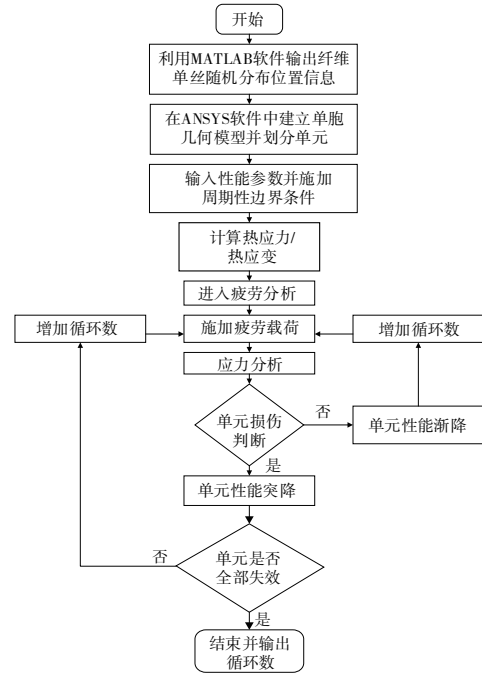 开始
利用MATLAB软件输出纤维
单丝随机分布位置信息
在ANSYS软件中建立单胞
几何模型并划分单元
输入性能参数并施加
周期性边界条件
计算热应力/
热应变
进入疲劳分析
增加循环数
施加疲劳载荷
增加循环数
应力分析
单元损伤
判断
否
单元性能渐降
是
单元性能突降
否
单元是否
全部失效
是
结束并输出
循环数